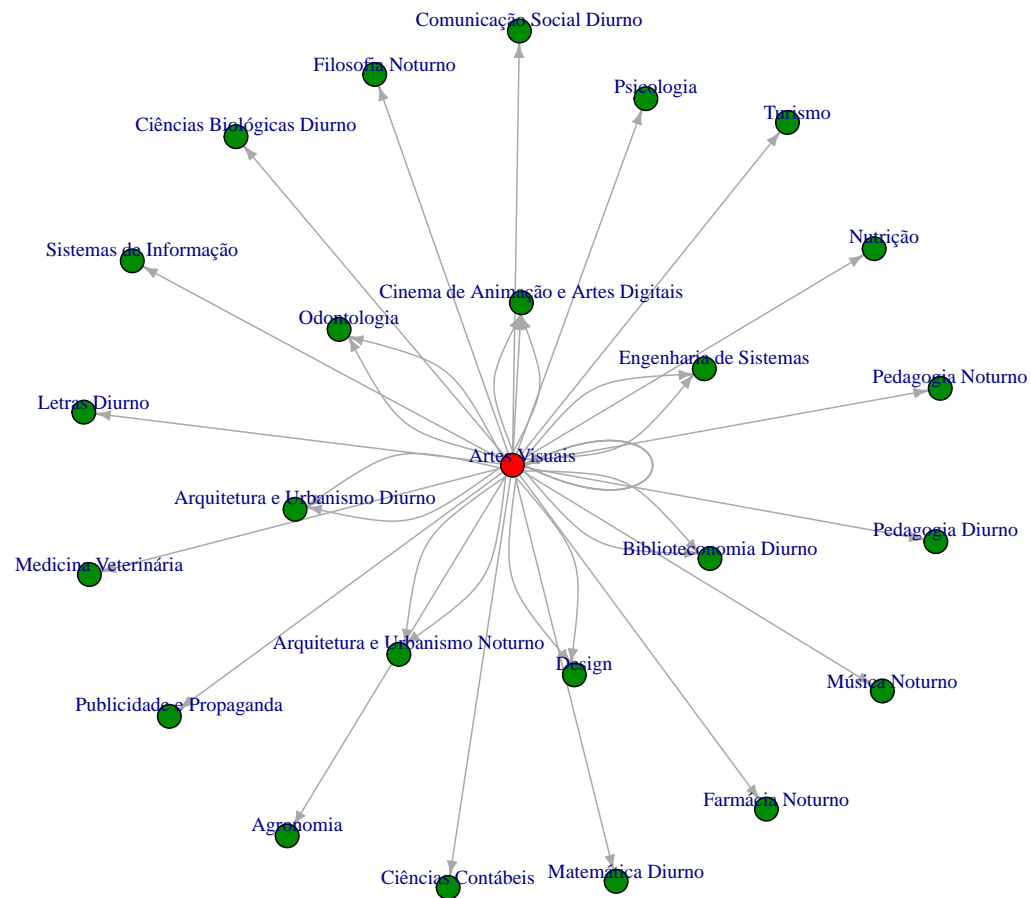 Comunicação Social Diurno
Filosofia Noturno
Psicologia
Turismo
Ciências Biológicas Diurno
Nutrição
Sistemas de Informação
Cinema de Animação e Artes Digitais
Odontologia
Engenharia de Sistemas
Pedagogia Noturno
Letras Diurno
Artes Visuais
Arquitetura e Urbanismo Diurno
Pedagogia Diurno
Biblioteconomia Diurno
Medicina Veterinária
Arquitetura e Urbanismo Noturno
Design
Música Noturno
Publicidade e Propaganda
Farmácia Noturno
Agronomia
Matemática Diurno
Ciências Contábeis